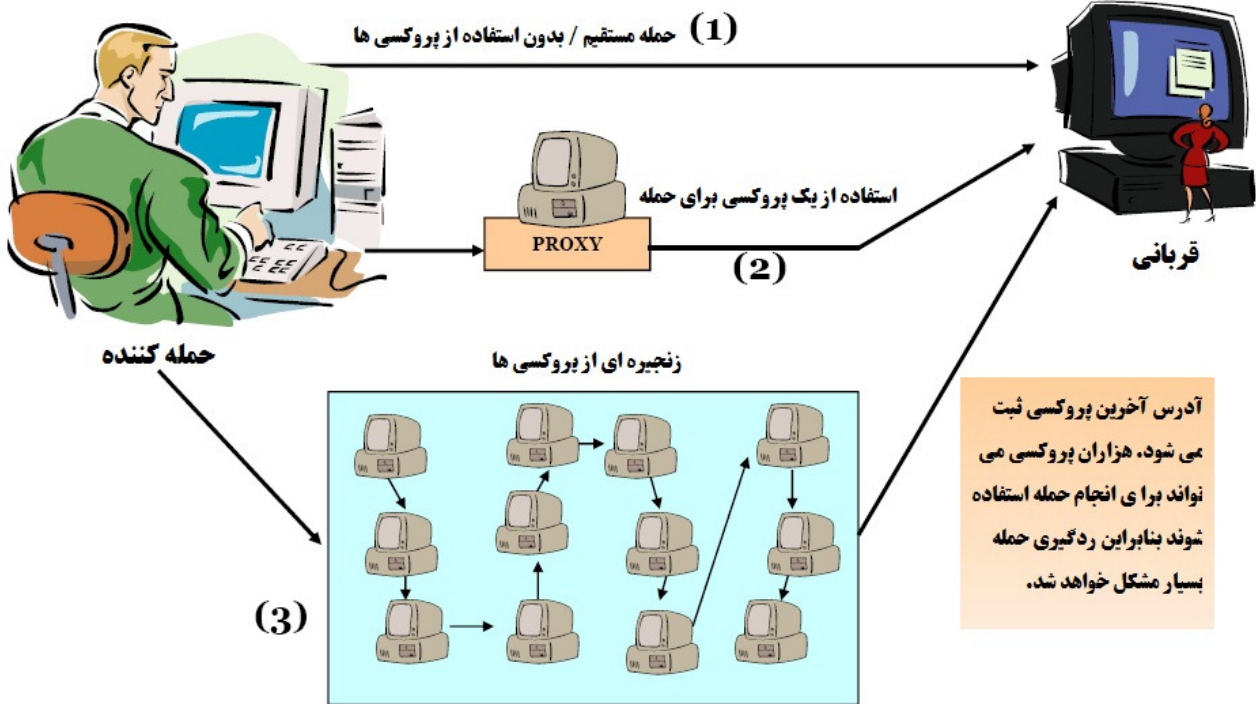 (1) حمله مستقیم / بدون استفاده از پروکسی ها
استفاده از یک پروکسی برای حمله
PROXY
(2)
قربانی
حمله کننده
زنجیره ای از پروکسی ها
(3)
آدرس آخرین پروکسی ثبت
می شود. هزاران پروکسی می
تواند برا ی انجام حمله استفاده
شوند بنابراین ردگیری حمله
بسیار مشکل خواهد شد.